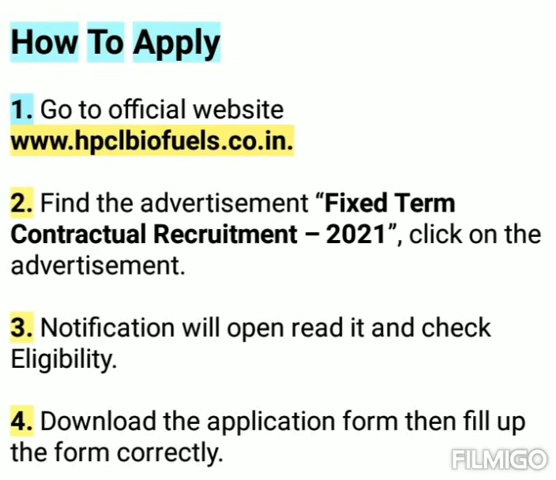 How To Apply
1. Go to official website
www.hpclbiofuels.co.in.
2. Find the advertisement “Fixed Term
Contractual Recruitment – 2021”, click on the
advertisement.
3. Notification will open read it and check
Eligibility.
4. Download the application form then fill up
the form correctly.
FILMIGO